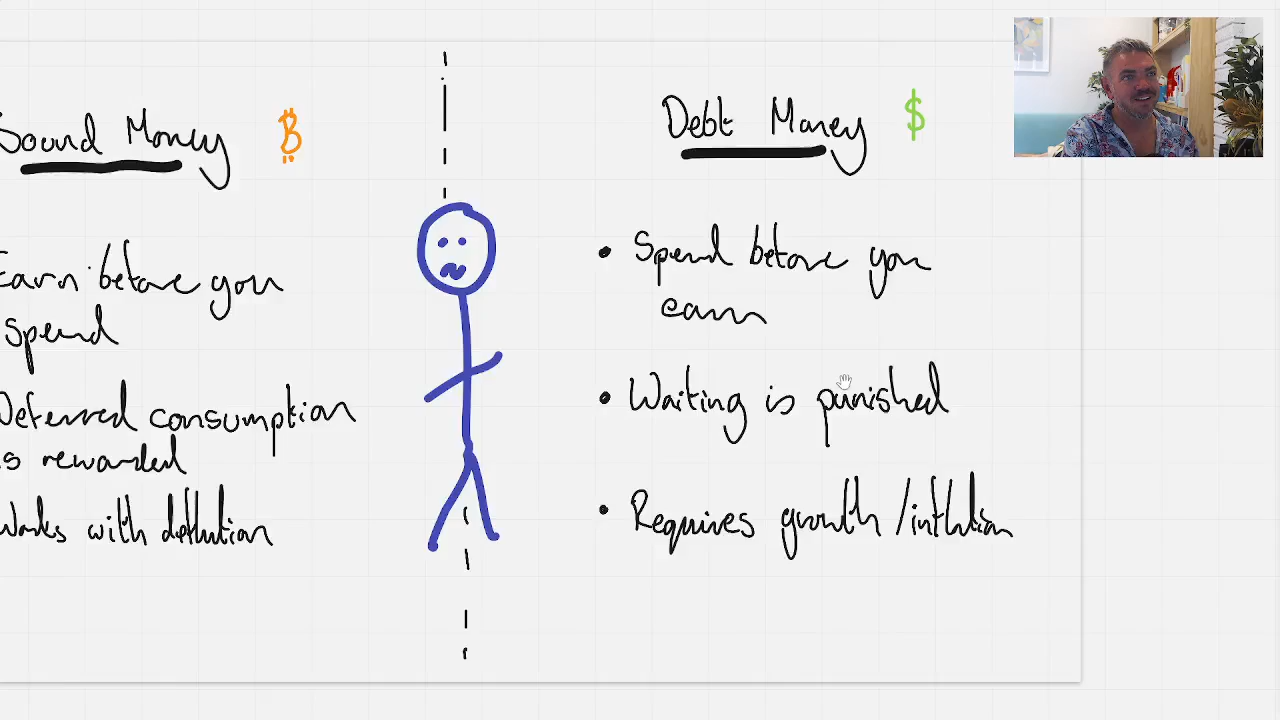 Sound Money ₿
Earn before you
spend
Deferred consumption
is rewarded
Works with deflation
Debt Money $
• Spend before you
earn
• Waiting is punished
• Requires growth / inflation